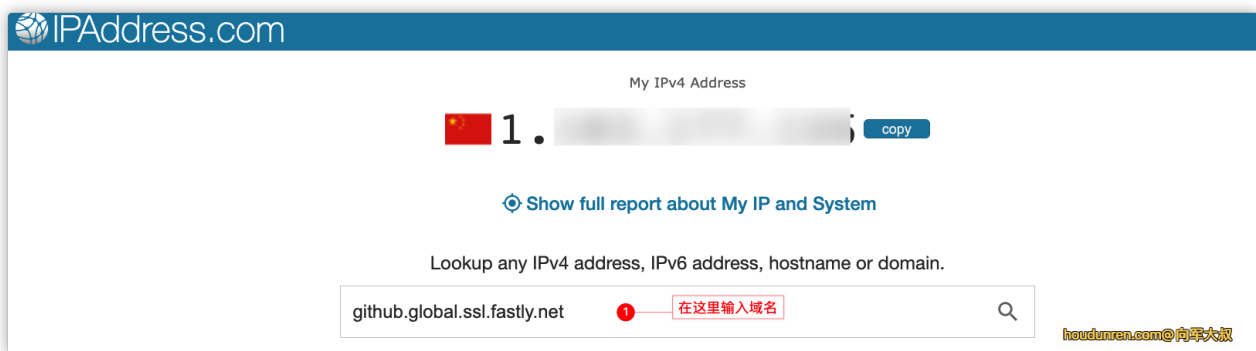 IPAddress.com
My IPv4 Address
1.
copy
Show full report about My IP and System
Lookup any IPv4 address, IPv6 address, hostname or domain.
github.global.ssl.fastly.net 1 在这里输入域名
houdunren.com@向军大叔